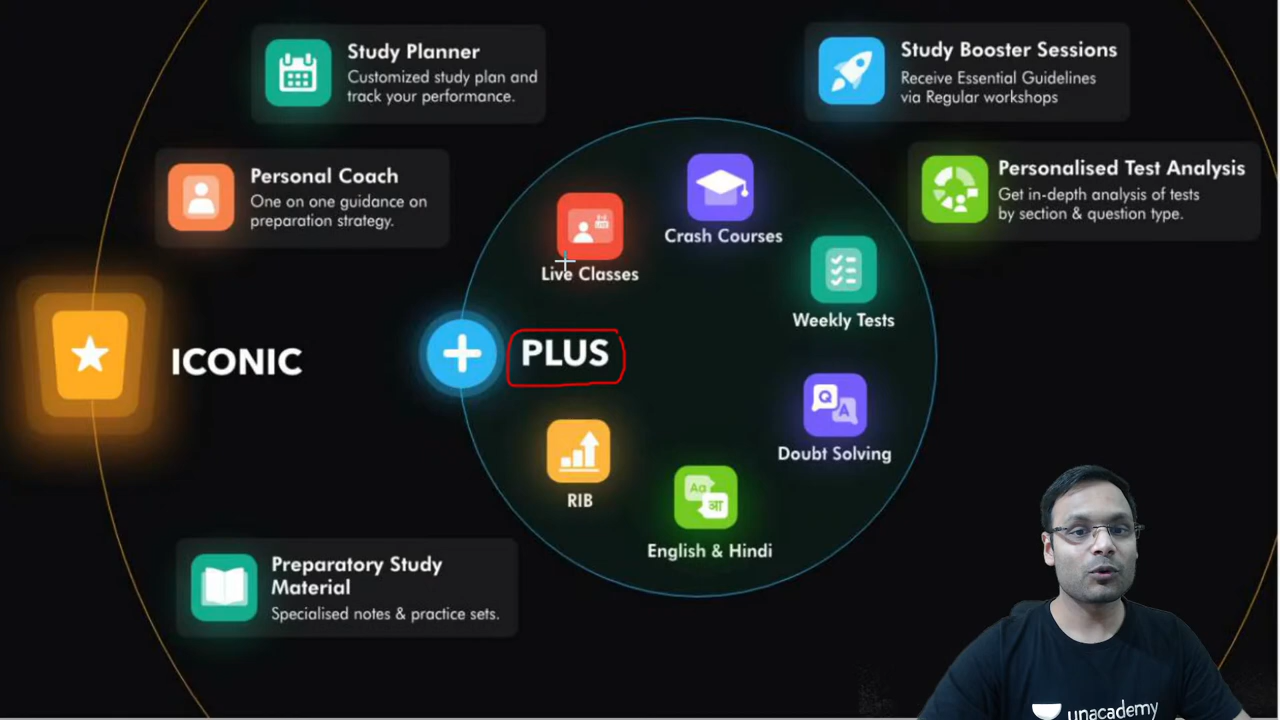 Study Planner
Customized study plan and
track your performance.
Study Booster Sessions
Receive Essential Guidelines
via Regular workshops
Personal Coach
One on one guidance on
preparation strategy.
Personalised Test Analysis
Get in-depth analysis of tests
by section & question type.
Crash Courses
Live Classes
Weekly Tests
ICONIC
PLUS
Q
A
Doubt Solving
RIB
Aa
आ
English & Hindi
Preparatory Study
Material
Specialised notes & practice sets.
unacademy